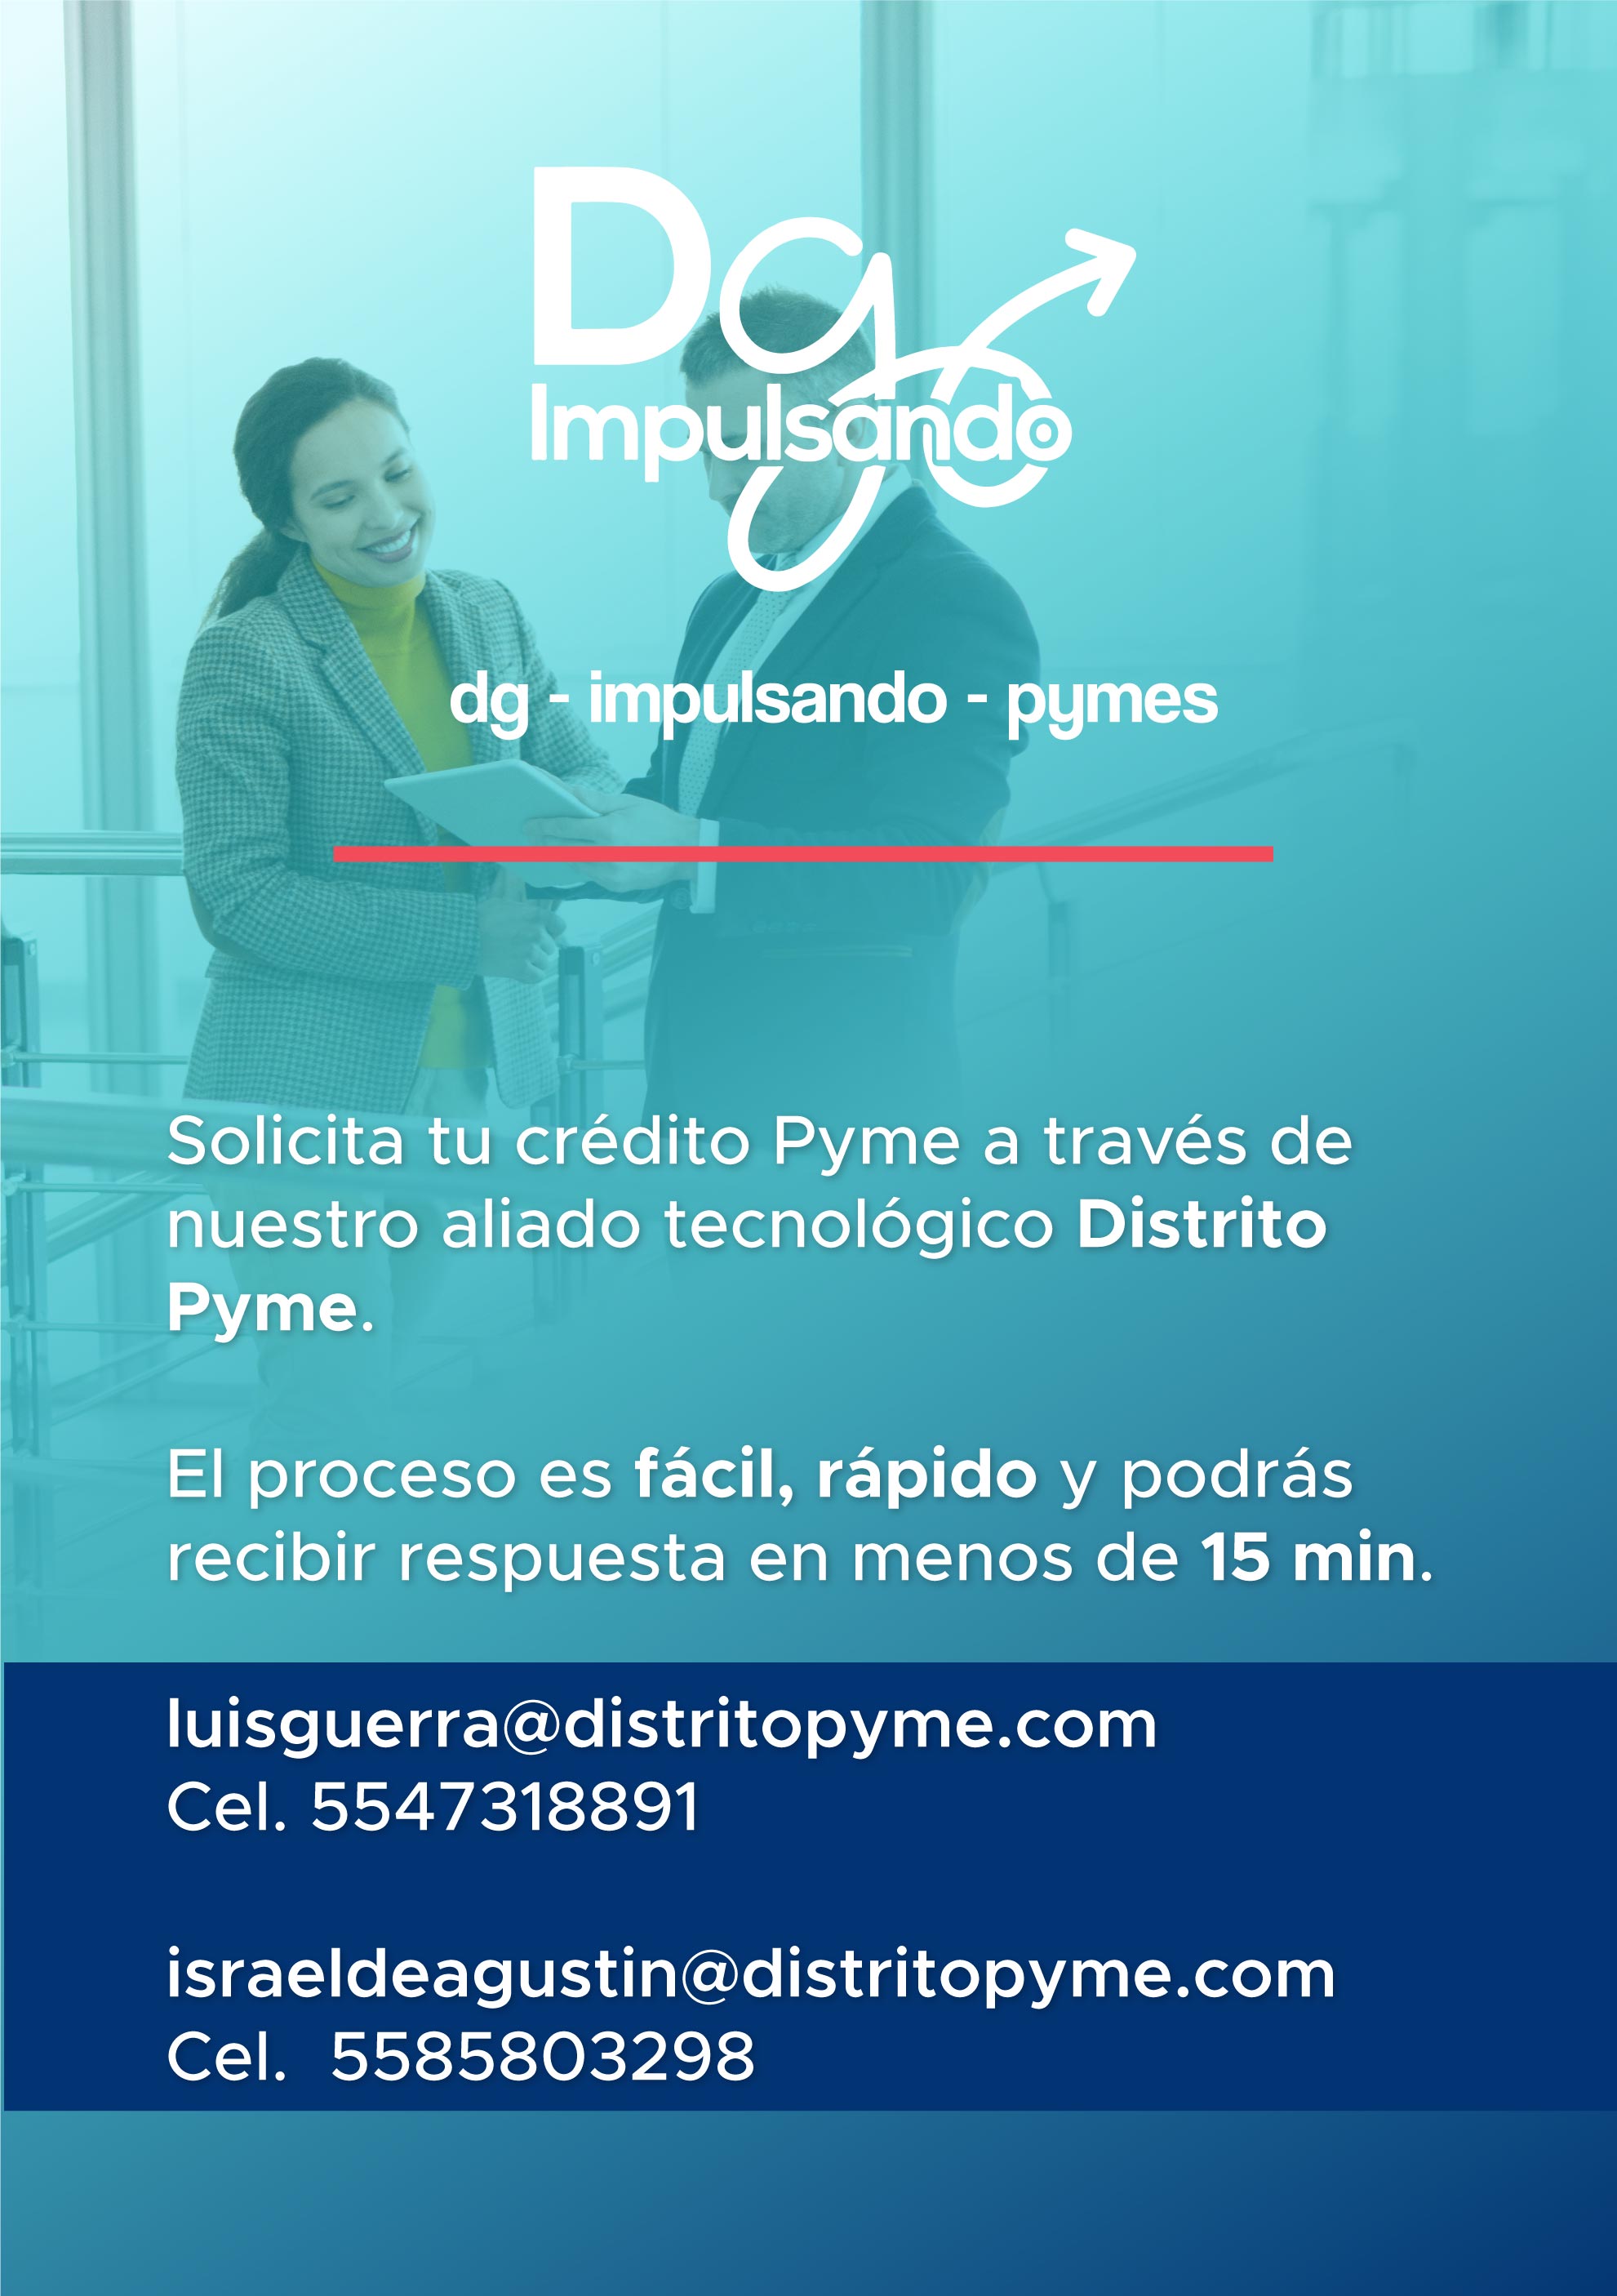 Dg
Impulsando
dg - impulsando - pymes
Solicita tu crédito Pyme a través de
nuestro aliado tecnológico Distrito
Pyme.
El proceso es fácil, rápido y podrás
recibir respuesta en menos de 15 min.
luisguerra@distritopyme.com
Cel. 5547318891
israeldeagustin@distritopyme.com
Cel. 5585803298